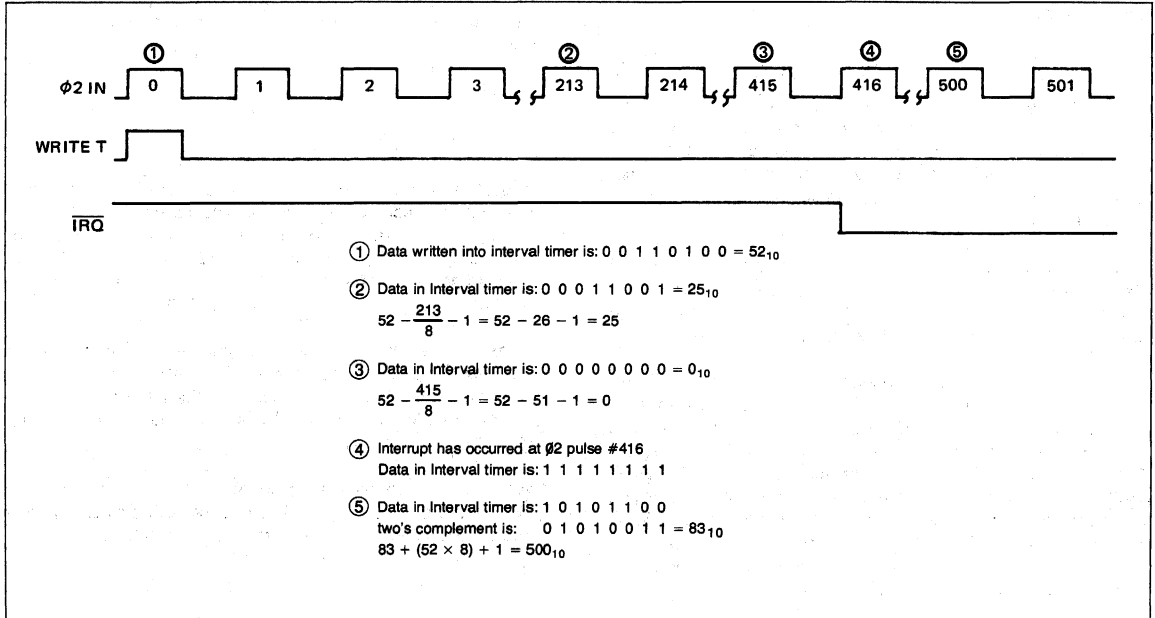 ① ② ③ ④ ⑤
ϕ2 IN 0 1 2 3 213 214 415 416 500 501
WRITE T
I̅R̅Q̅
① Data written into interval timer is: 0 0 1 1 0 1 0 0 = 52₁₀
② Data in Interval timer is: 0 0 0 1 1 0 0 1 = 25₁₀
52 − 213/8 − 1 = 52 − 26 − 1 = 25
③ Data in Interval timer is: 0 0 0 0 0 0 0 0 = 0₁₀
52 − 415/8 − 1 = 52 − 51 − 1 = 0
④ Interrupt has occurred at ϕ2 pulse #416
Data in Interval timer is: 1 1 1 1 1 1 1 1
⑤ Data in Interval timer is: 1 0 1 0 1 1 0 0
two's complement is: 0 1 0 1 0 0 1 1 = 83₁₀
83 + (52 × 8) + 1 = 500₁₀